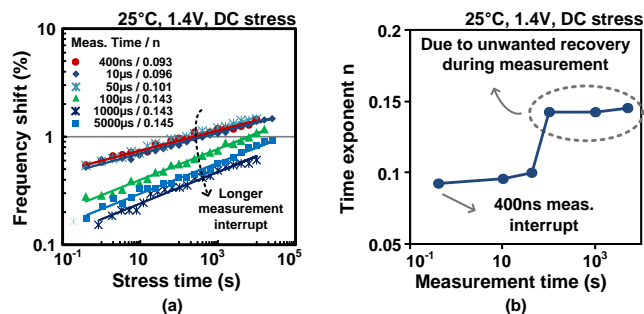 25°C, 1.4V, DC stress
Frequency shift (%)
10
1
0.1
Meas. Time / n
400ns / 0.093
10µs / 0.096
50µs / 0.101
100µs / 0.143
1000µs / 0.143
5000µs / 0.145
Longer
measurement
interrupt
10-1 101 103 105
Stress time (s)
(a)
25°C, 1.4V, DC stress
Time exponent n
0.2
0.15
0.1
0.05
Due to unwanted recovery
during measurement
400ns meas.
interrupt
10-1 101 103
Measurement time (s)
(b)